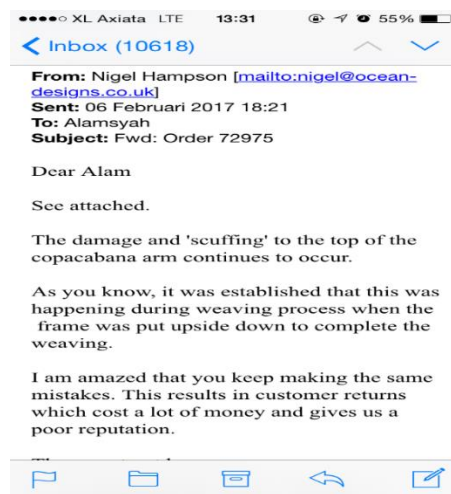 XL Axiata LTE 13:31 55%
Inbox (10618)
From: Nigel Hampson [mailto:nigel@ocean-
designs.co.uk]
Sent: 06 Februari 2017 18:21
To: Alamsyah
Subject: Fwd: Order 72975
Dear Alam
See attached.
The damage and 'scuffing' to the top of the
copacabana arm continues to occur.
As you know, it was established that this was
happening during weaving process when the
frame was put upside down to complete the
weaving.
I am amazed that you keep making the same
mistakes. This results in customer returns
which cost a lot of money and gives us a
poor reputation.